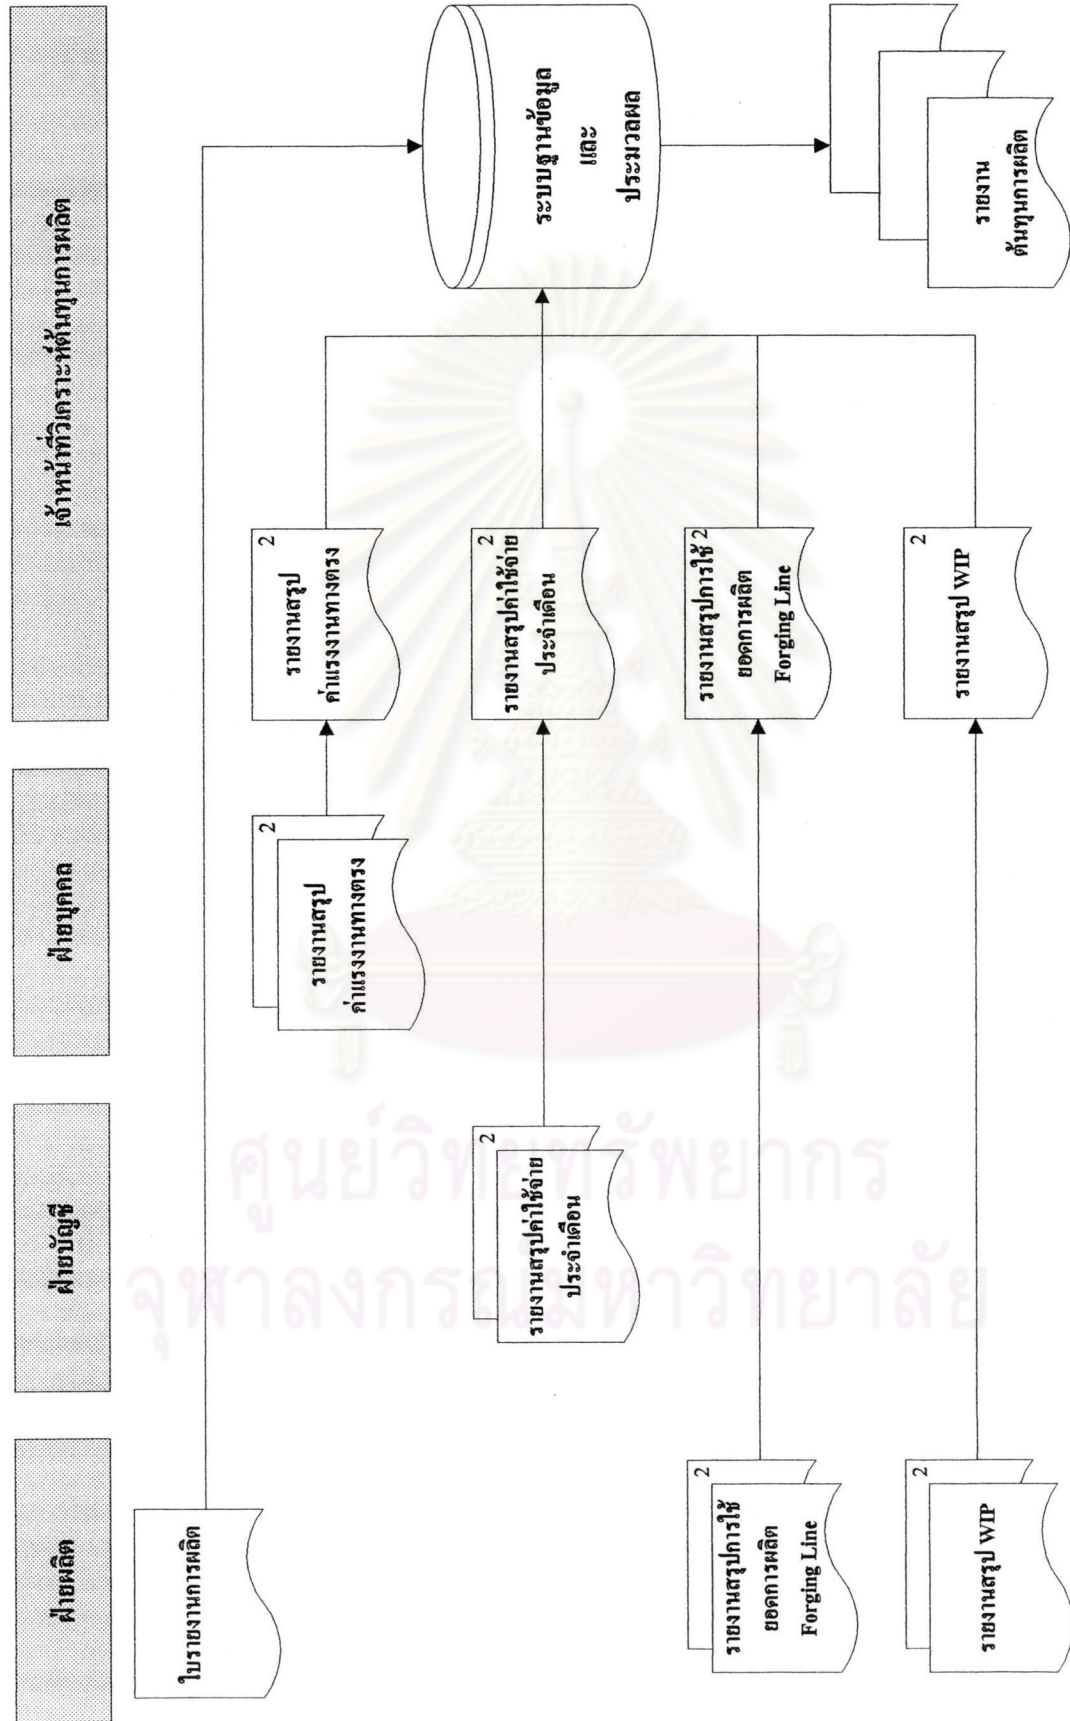 ฝ่ายผลิต
ฝ่ายบัญชี
ฝ่ายบุคคล
เจ้าหน้าที่วิเคราะห์ต้นทุนการผลิต
ใบรายงานการผลิต
2
รายงานสรุป
ค่าแรงงานทางตรง
2
รายงานสรุป
ค่าแรงงานทางตรง
ระบบฐานข้อมูล
และ
ประมวลผล
2
รายงานสรุปค่าใช้จ่าย
ประจำเดือน
2
รายงานสรุปค่าใช้จ่าย
ประจำเดือน
2
รายงานสรุปการใช้
ยอดการผลิต
Forging Line
2
รายงานสรุปการใช้
ยอดการผลิต
Forging Line
2
รายงานสรุป WIP
2
รายงานสรุป WIP
รายงาน
ต้นทุนการผลิต
ศูนย์วิทยทรัพยากร
จุฬาลงกรณ์มหาวิทยาลัย